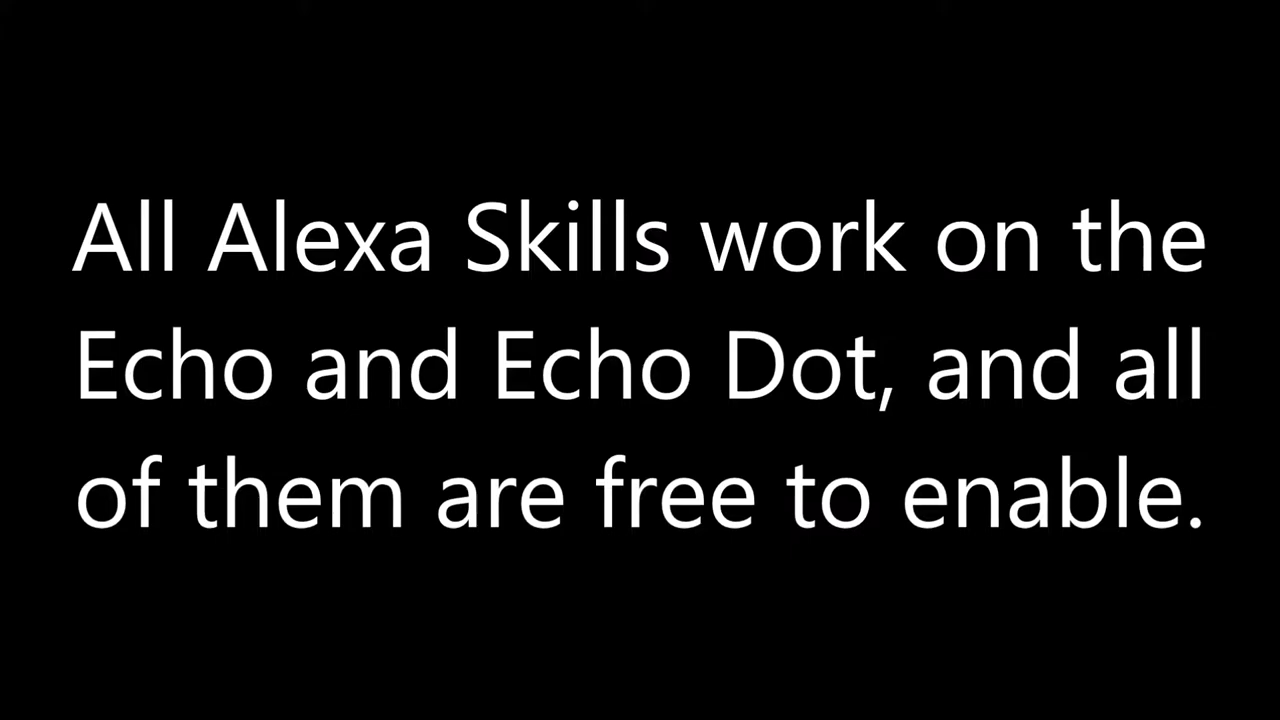 All Alexa Skills work on the
Echo and Echo Dot, and all
of them are free to enable.